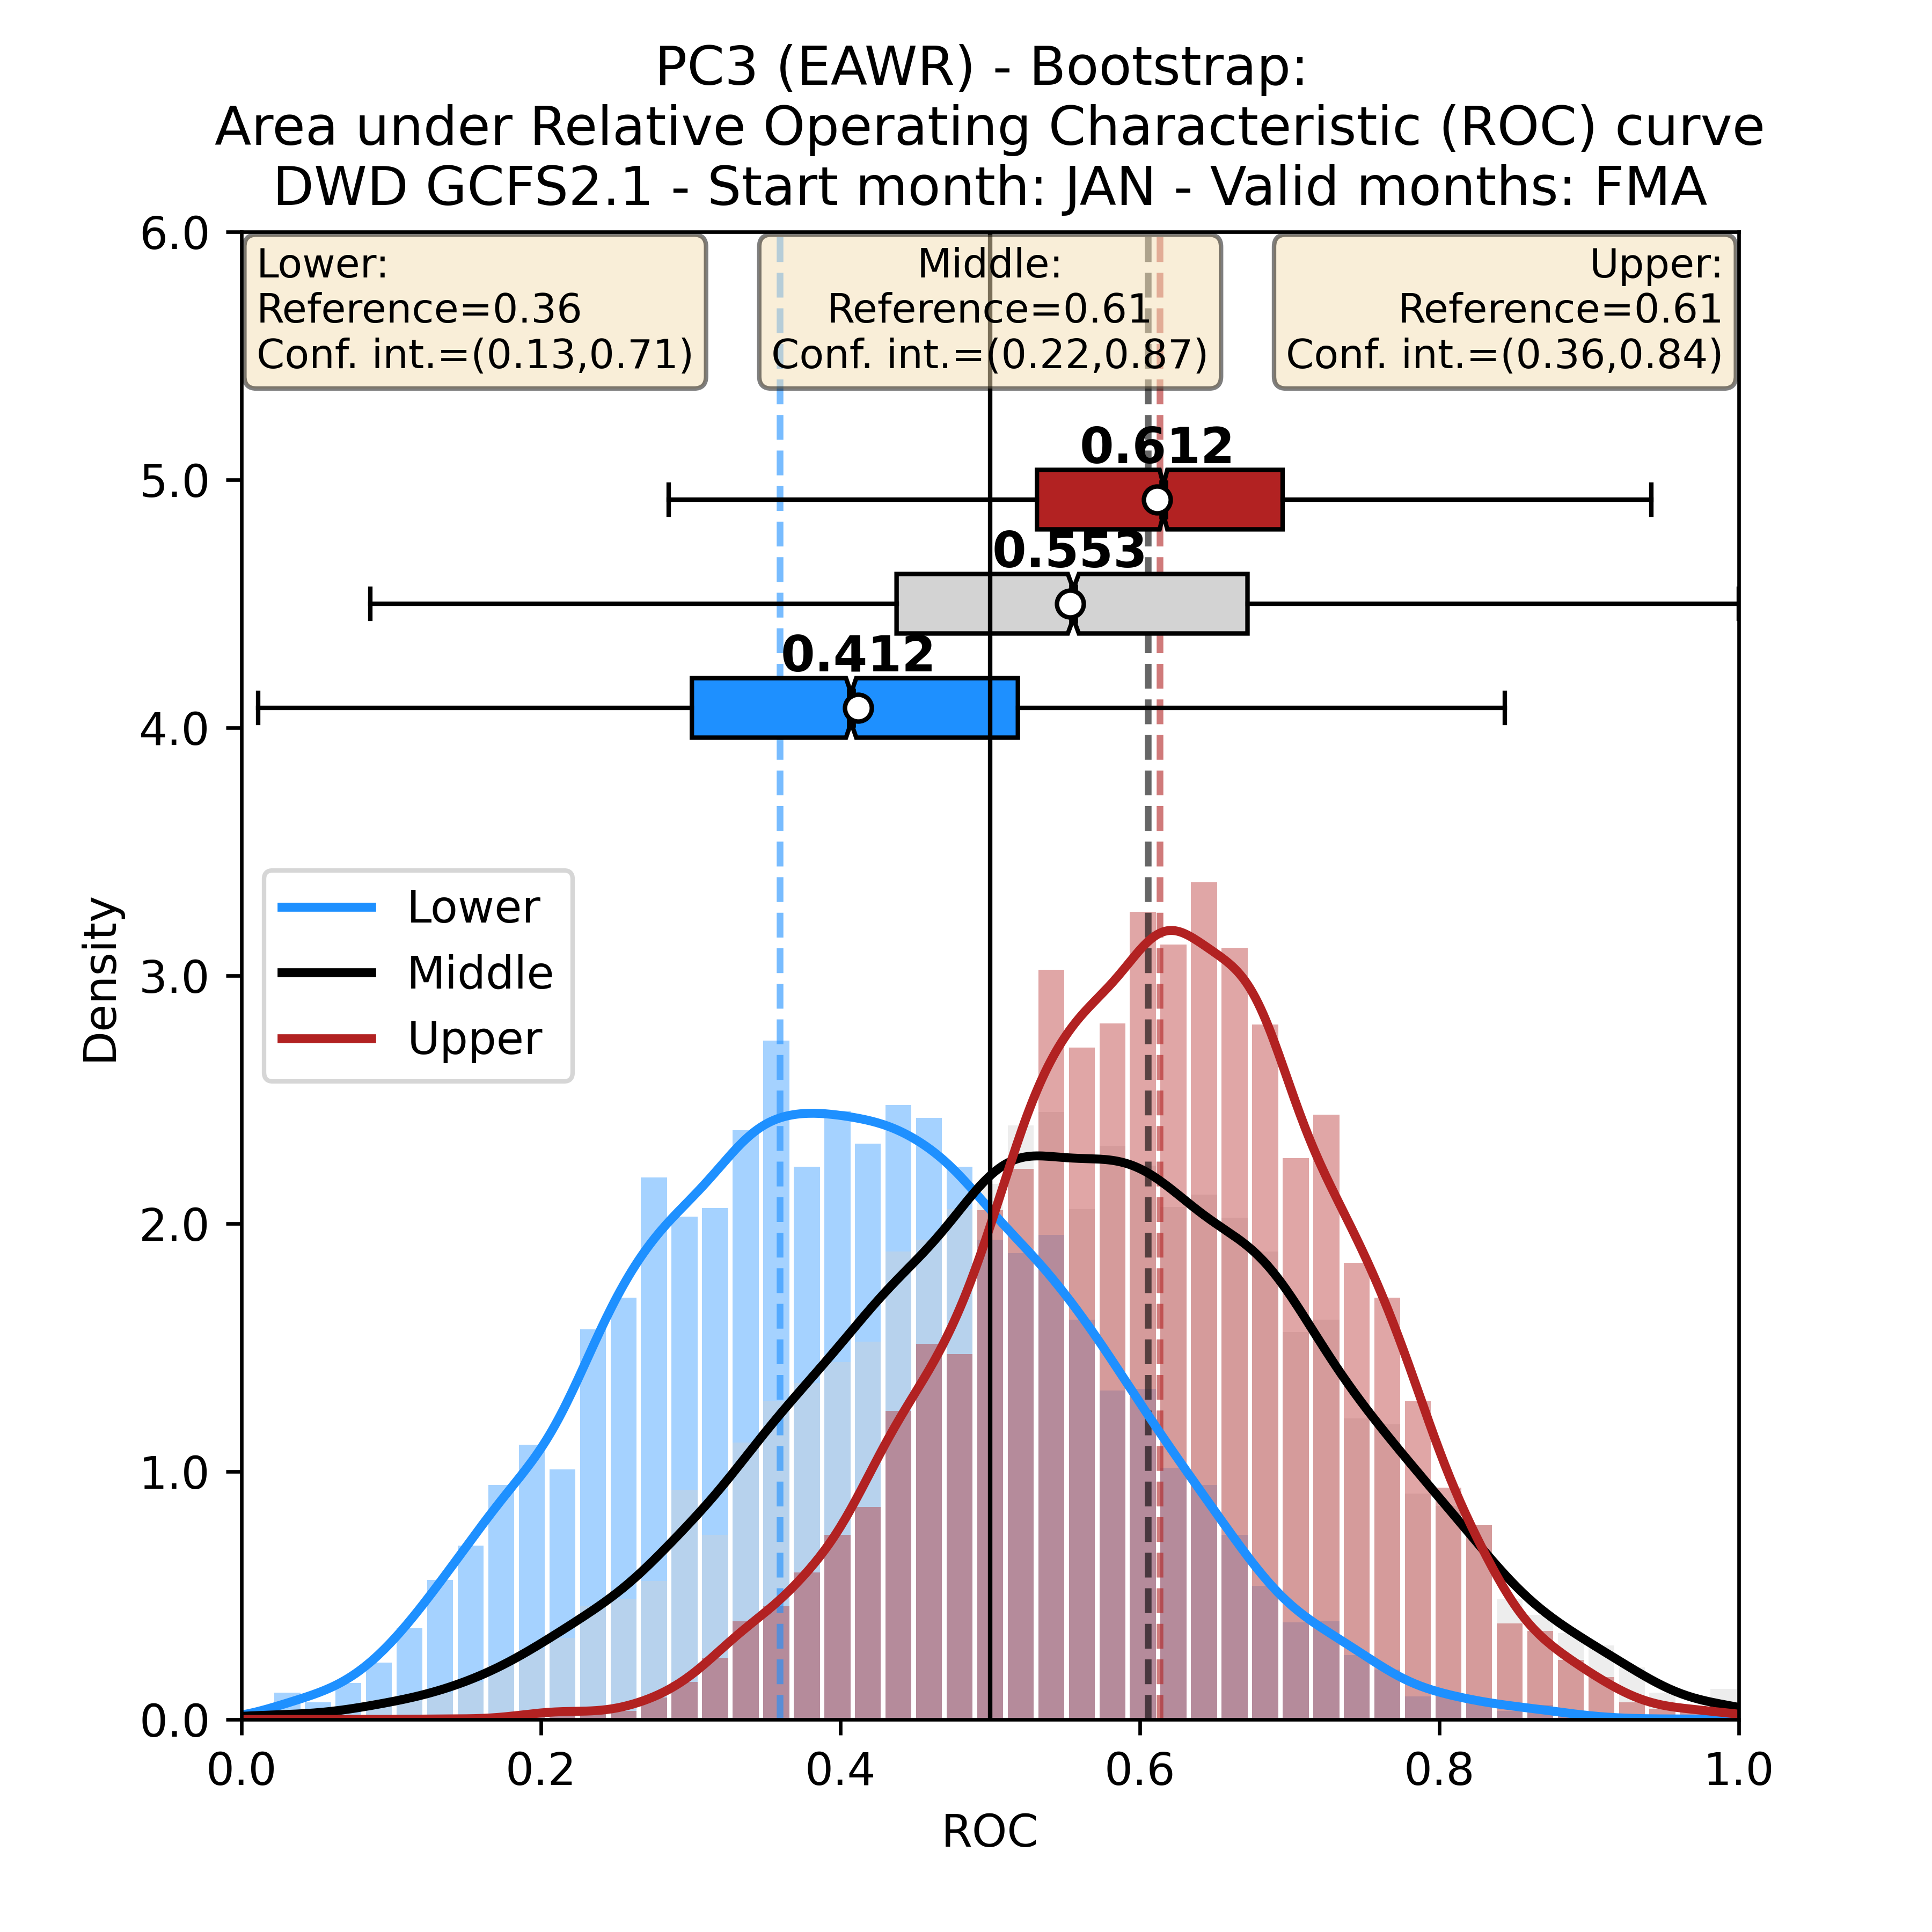 PC3 (EAWR) - Bootstrap:
Area under Relative Operating Characteristic (ROC) curve
DWD GCFS2.1 - Start month: JAN - Valid months: FMA
Lower:
Reference=0.36
Conf. int.=(0.13,0.71)
Middle:
Reference=0.61
Conf. int.=(0.22,0.87)
Upper:
Reference=0.61
Conf. int.=(0.36,0.84)
0.612
0.553
0.412
Lower
Middle
Upper
Density
6.0
5.0
4.0
3.0
2.0
1.0
0.0
0.0
0.2
0.4
0.6
0.8
1.0
ROC